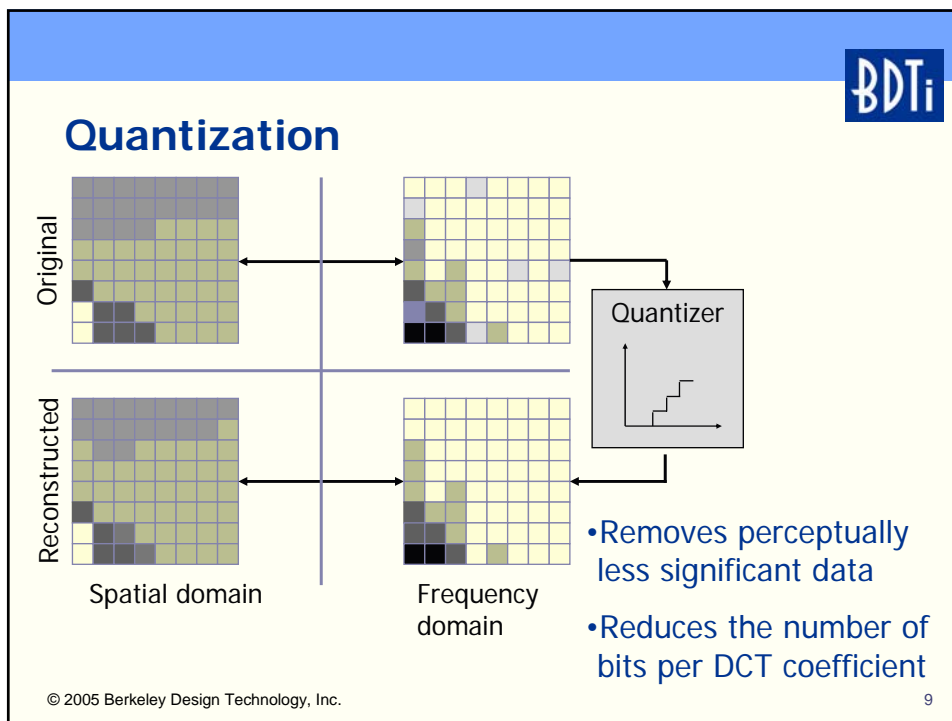 BDTi
Quantization
Original
Quantizer
Reconstructed
Spatial domain
Frequency
domain
•Removes perceptually
less significant data
•Reduces the number of
bits per DCT coefficient
© 2005 Berkeley Design Technology, Inc.
9